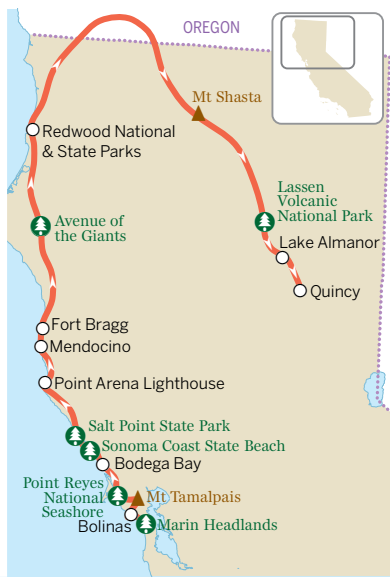 OREGON
Mt Shasta
Redwood National
& State Parks
Lassen
Volcanic
National Park
Avenue of
the Giants
Lake Almanor
Quincy
Fort Bragg
Mendocino
Point Arena Lighthouse
Salt Point State Park
Sonoma Coast State Beach
Bodega Bay
Point Reyes
National
Seashore
Mt Tamalpais
Bolinas
Marin Headlands